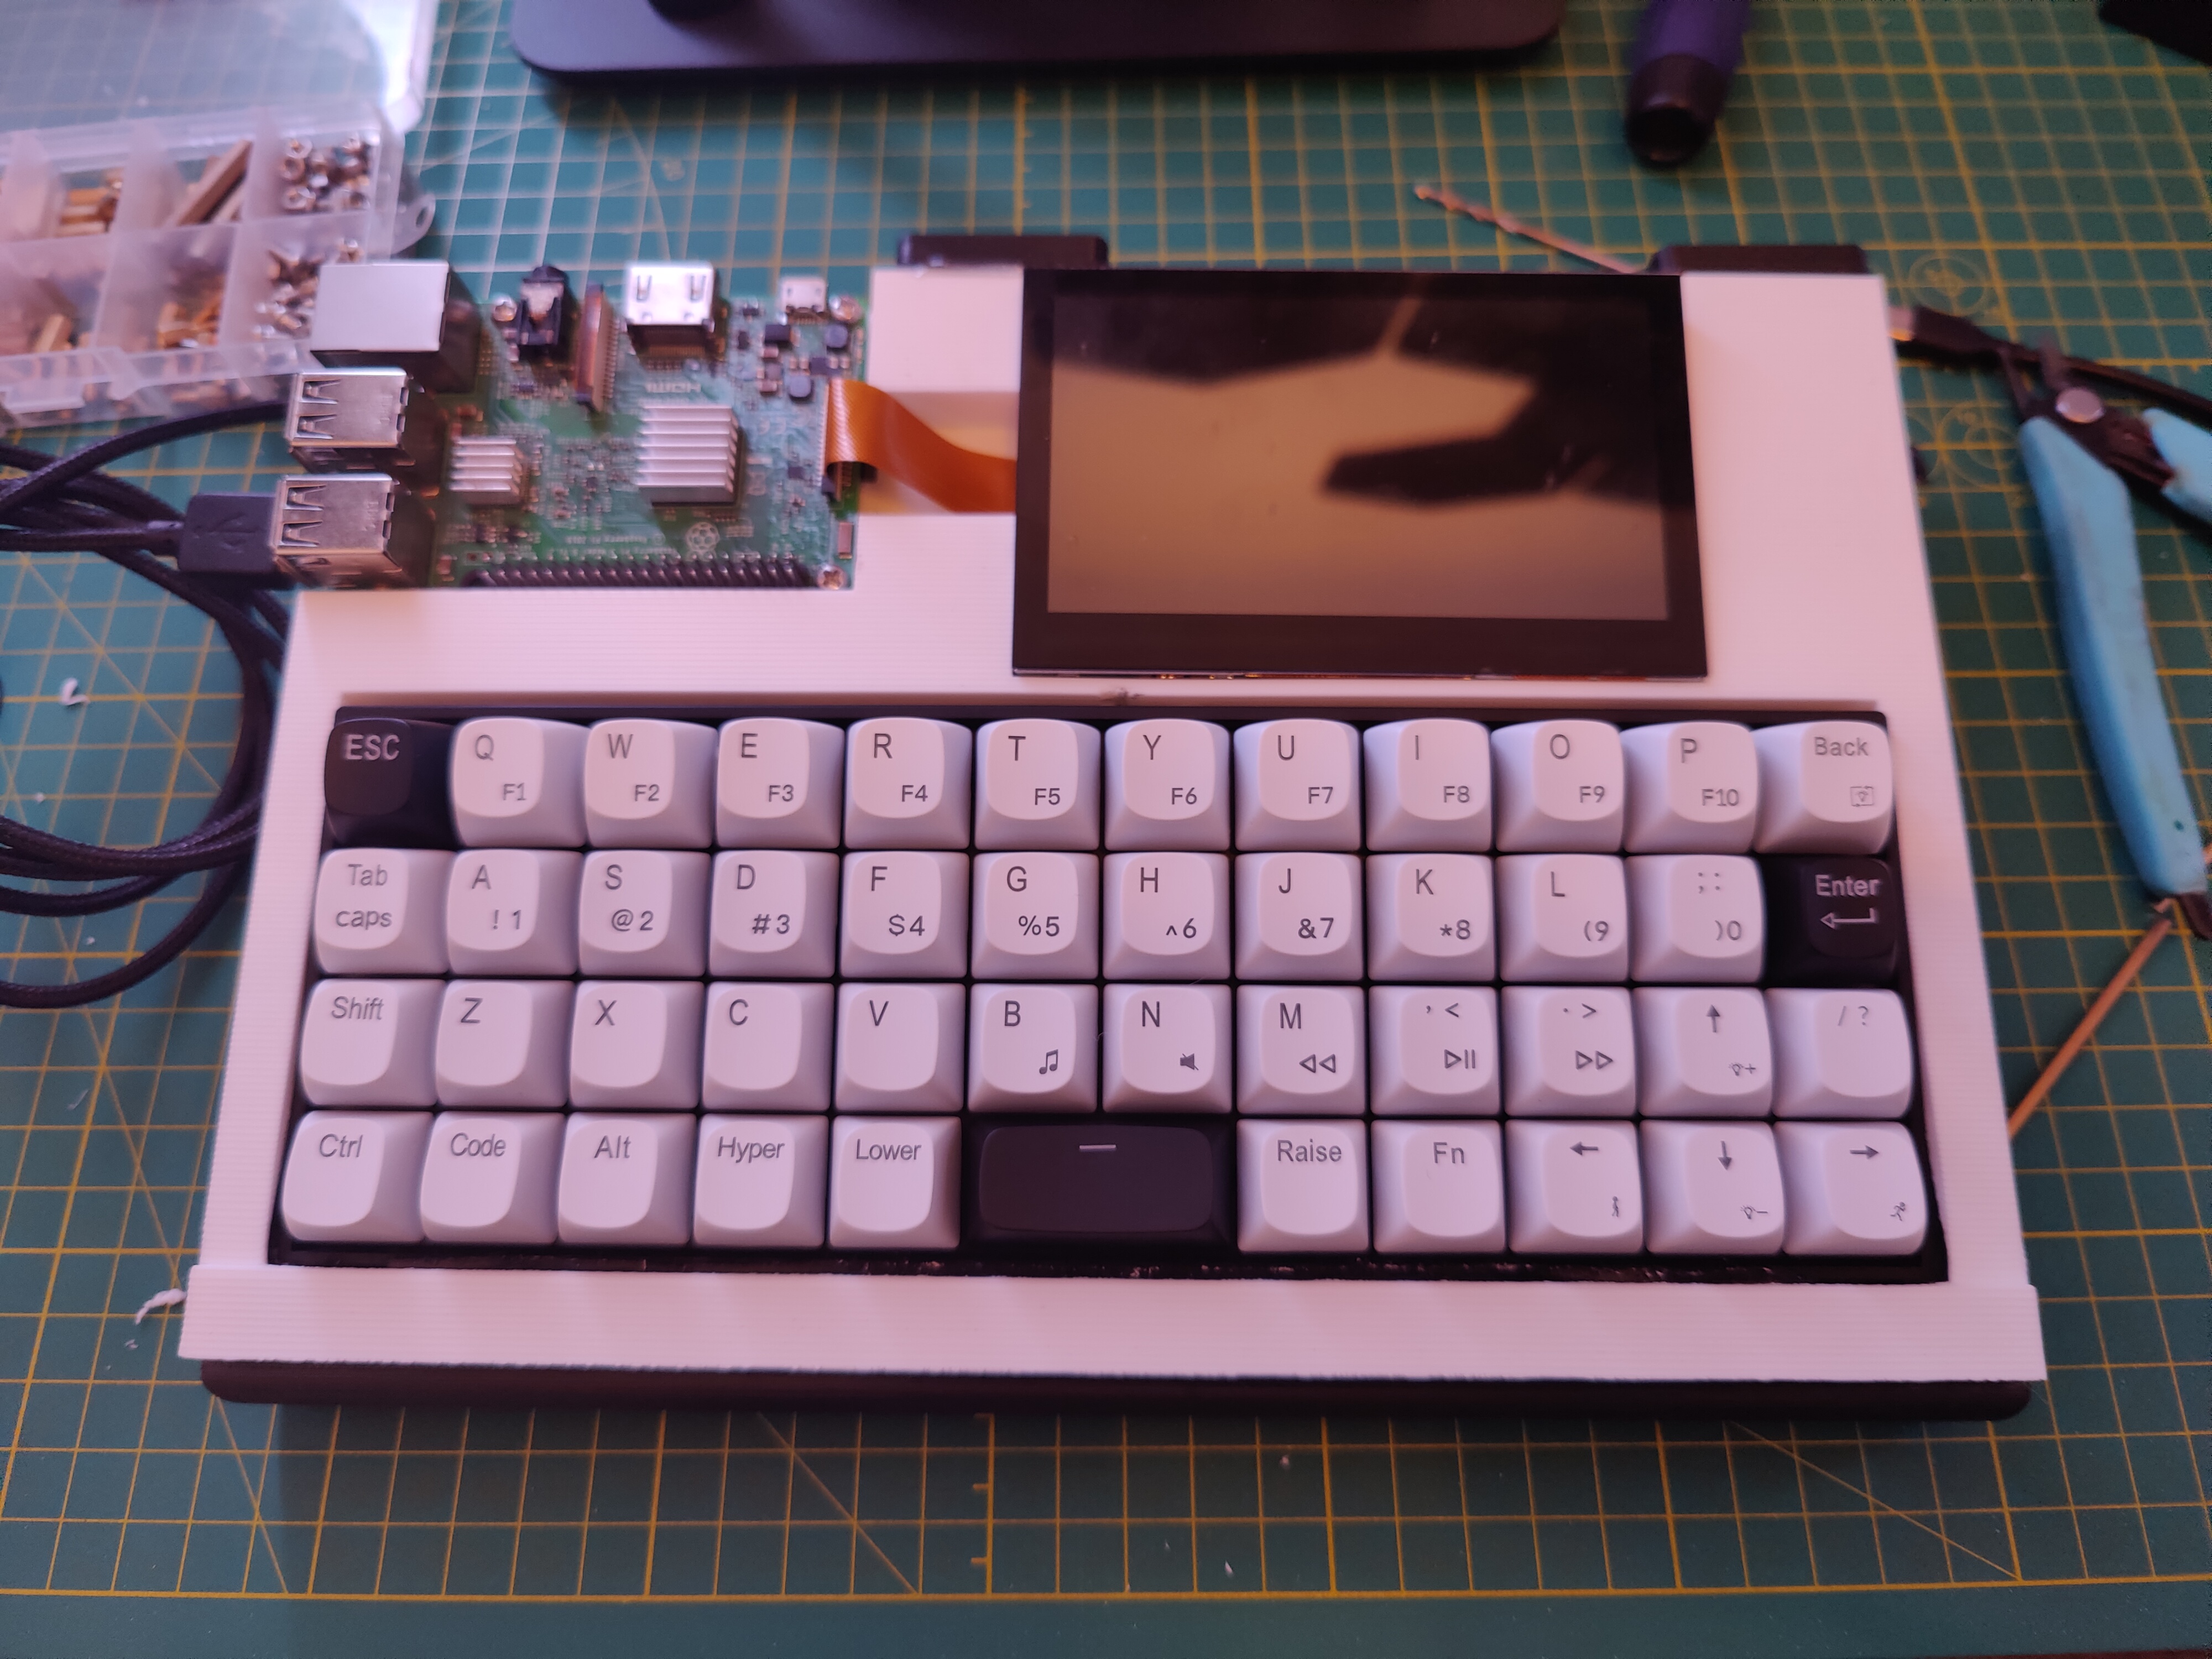 HDMI
ESC Q W E R T Y U I O P Back
F1 F2 F3 F4 F5 F6 F7 F8 F9 F10
Tab A S D F G H J K L ; :
Enter
caps ! 1 @ 2 # 3 $4 %5 ^6 &7 *8 (9 )0
Shift Z X C V B N M , < . > ↑ / ?
Ctrl Code Alt Hyper Lower Raise Fn ← ↓ →